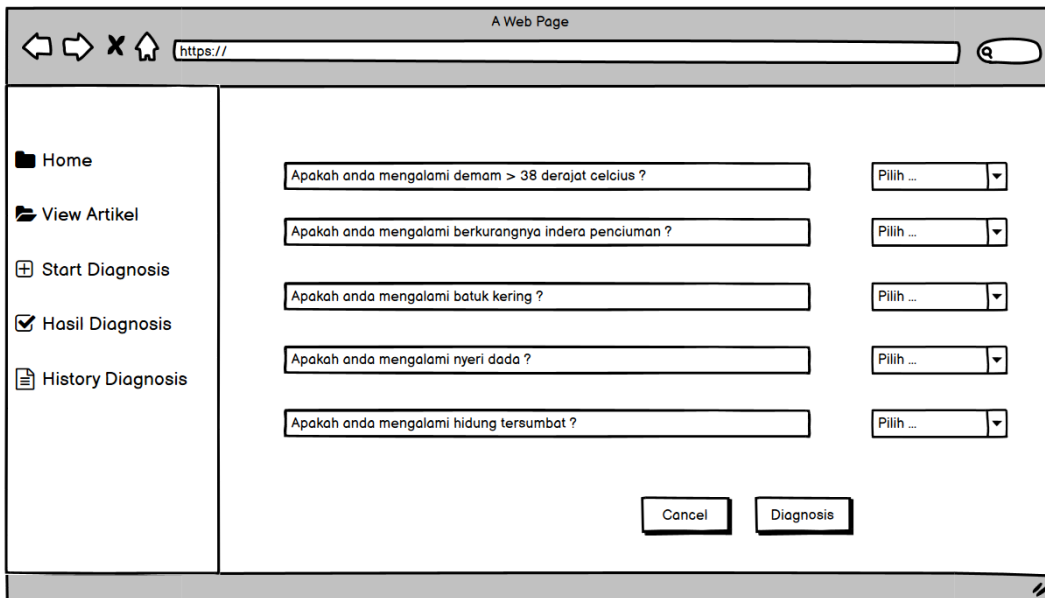 A Web Page
https://
Home
View Artikel
Start Diagnosis
Hasil Diagnosis
History Diagnosis
Apakah anda mengalami demam > 38 derajat celcius ?
Pilih ...
Apakah anda mengalami berkurangnya indera penciuman ?
Pilih ...
Apakah anda mengalami batuk kering ?
Pilih ...
Apakah anda mengalami nyeri dada ?
Pilih ...
Apakah anda mengalami hidung tersumbat ?
Pilih ...
Cancel
Diagnosis